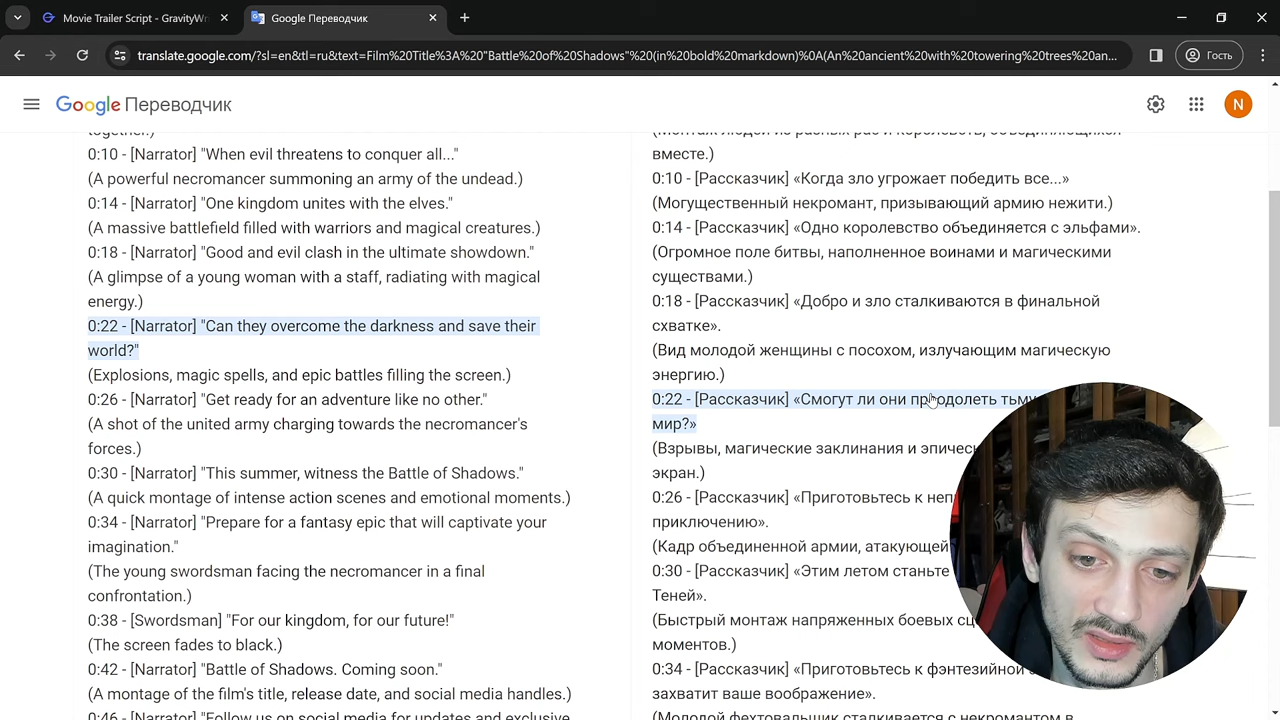 Movie Trailer Script - GravityWr
Google Переводчик
translate.google.com/?sl=en&tl=ru&text=Film%20Title%3A%20"Battle%20of%20Shadows"%20(in%20bold%20markdown)%0A(An%20ancient%20with%20towering%20trees%20an...
Гость
Google Переводчик
N
together.)
0:10 - [Narrator] "When evil threatens to conquer all..."
(A powerful necromancer summoning an army of the undead.)
0:14 - [Narrator] "One kingdom unites with the elves."
(A massive battlefield filled with warriors and magical creatures.)
0:18 - [Narrator] "Good and evil clash in the ultimate showdown."
(A glimpse of a young woman with a staff, radiating with magical
energy.)
0:22 - [Narrator] "Can they overcome the darkness and save their
world?"
(Explosions, magic spells, and epic battles filling the screen.)
0:26 - [Narrator] "Get ready for an adventure like no other."
(A shot of the united army charging towards the necromancer's
forces.)
0:30 - [Narrator] "This summer, witness the Battle of Shadows."
(A quick montage of intense action scenes and emotional moments.)
0:34 - [Narrator] "Prepare for a fantasy epic that will captivate your
imagination."
(The young swordsman facing the necromancer in a final
confrontation.)
0:38 - [Swordsman] "For our kingdom, for our future!"
(The screen fades to black.)
0:42 - [Narrator] "Battle of Shadows. Coming soon."
(A montage of the film's title, release date, and social media handles.)
0:46 - [Narrator] "Follow us on social media for updates and exclusive
(Монтаж людей из разных рас и королевств, объединяющихся
вместе.)
0:10 - [Рассказчик] «Когда зло угрожает победить все...»
(Могущественный некромант, призывающий армию нежити.)
0:14 - [Рассказчик] «Одно королевство объединяется с эльфами».
(Огромное поле битвы, наполненное воинами и магическими
существами.)
0:18 - [Рассказчик] «Добро и зло сталкиваются в финальной
схватке».
(Вид молодой женщины с посохом, излучающим магическую
энергию.)
0:22 - [Рассказчик] «Смогут ли они преодолеть тьму
мир?»
(Взрывы, магические заклинания и эпичес
экран.)
0:26 - [Рассказчик] «Приготовьтесь к неп
приключению».
(Кадр объединенной армии, атакующей
0:30 - [Рассказчик] «Этим летом станьте
Теней».
(Быстрый монтаж напряженных боевых сц
моментов.)
0:34 - [Рассказчик] «Приготовьтесь к фэнтезийной
захватит ваше воображение».
(Молодой фехтовальщик сталкивается с некромантом в